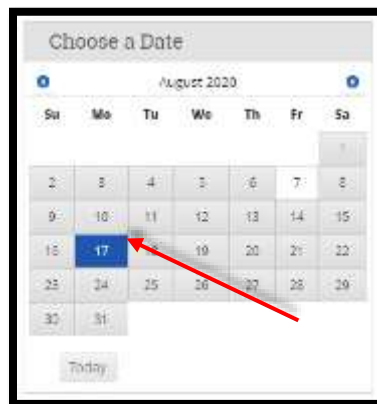 Choose a Date
August 2020
Su Mo Tu We Th Fr Sa
1
2 3 4 5 6 7 8
9 10 11 12 13 14 15
16 17 18 19 20 21 22
23 24 25 26 27 28 29
30 31
Today